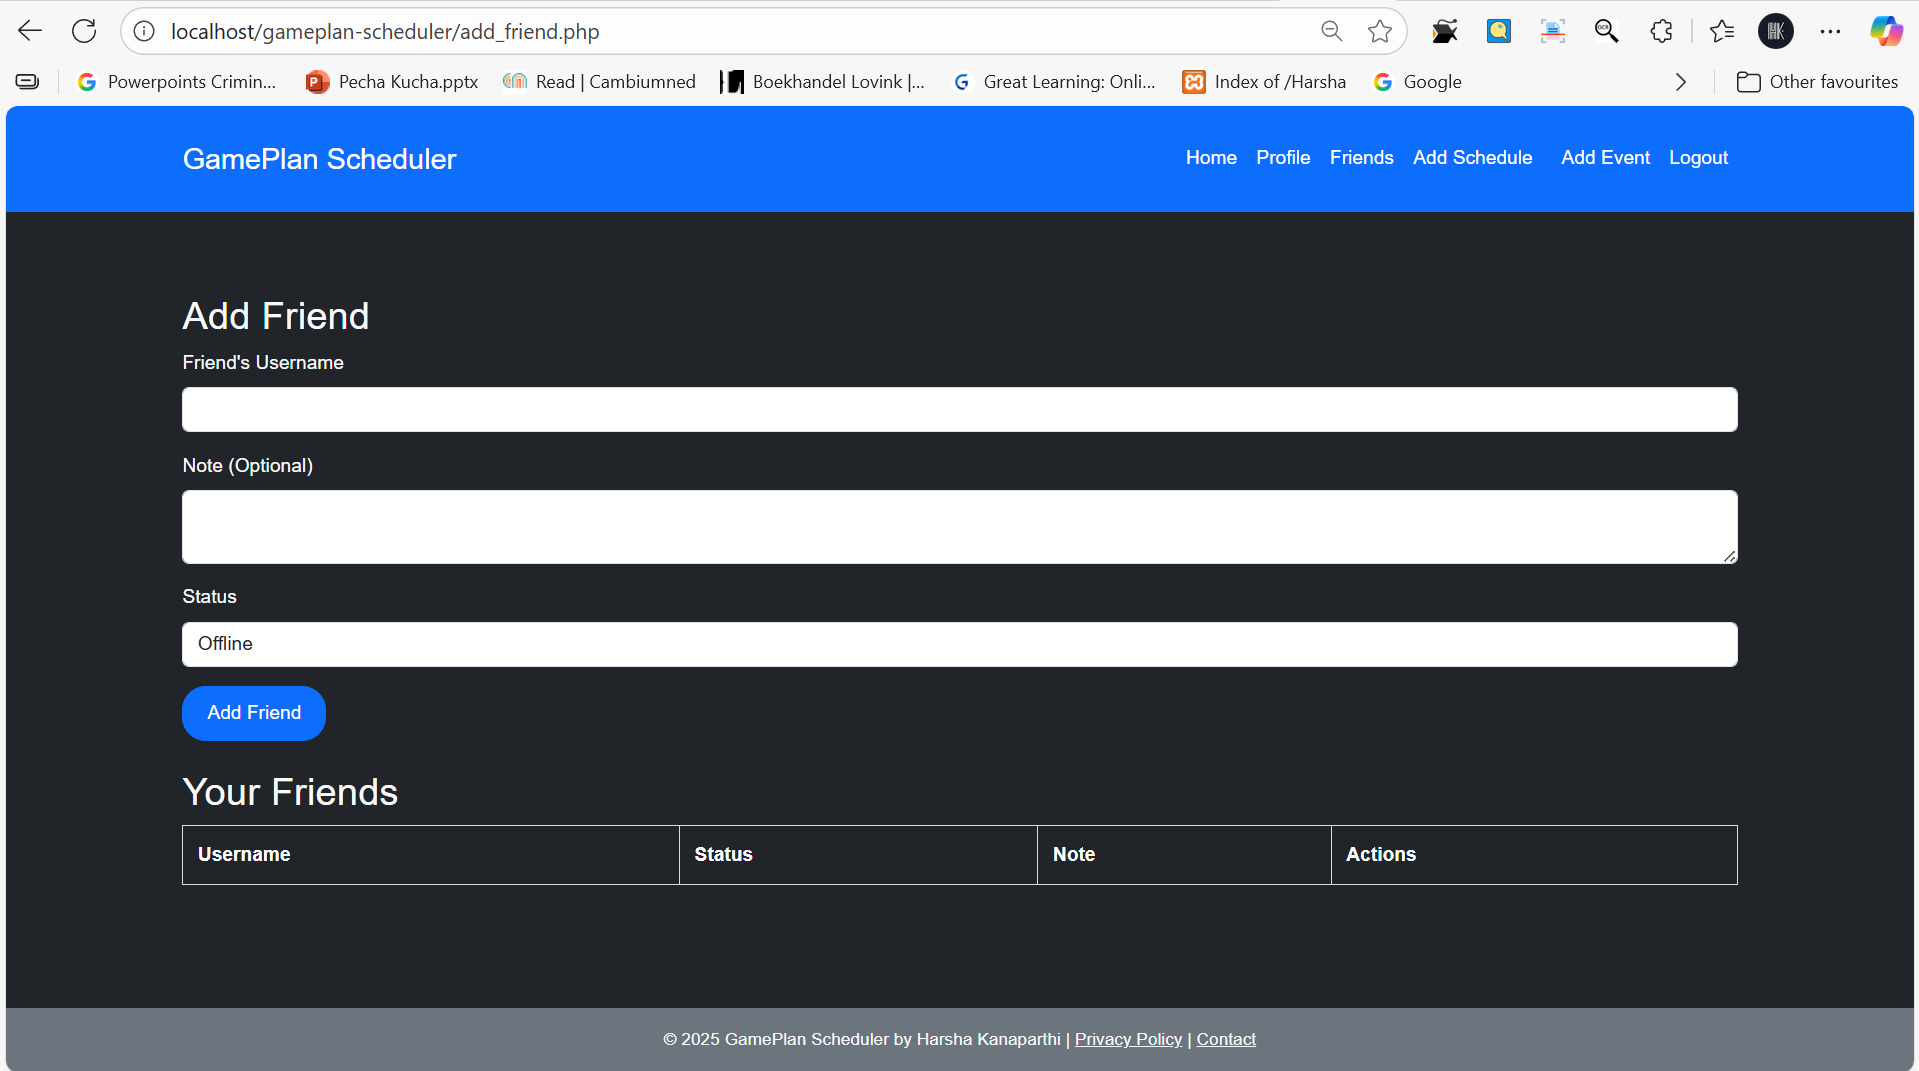 localhost/gameplan-scheduler/add_friend.php
Powerpoints Crimin... Pecha Kucha.pptx Read | Cambiumned Boekhandel Lovink |... Great Learning: Onli... Index of /Harsha Google Other favourites
GamePlan Scheduler Home Profile Friends Add Schedule Add Event Logout
Add Friend
Friend's Username
Note (Optional)
Status
Offline
Add Friend
Your Friends
Username Status Note Actions
© 2025 GamePlan Scheduler by Harsha Kanaparthi | Privacy Policy | Contact